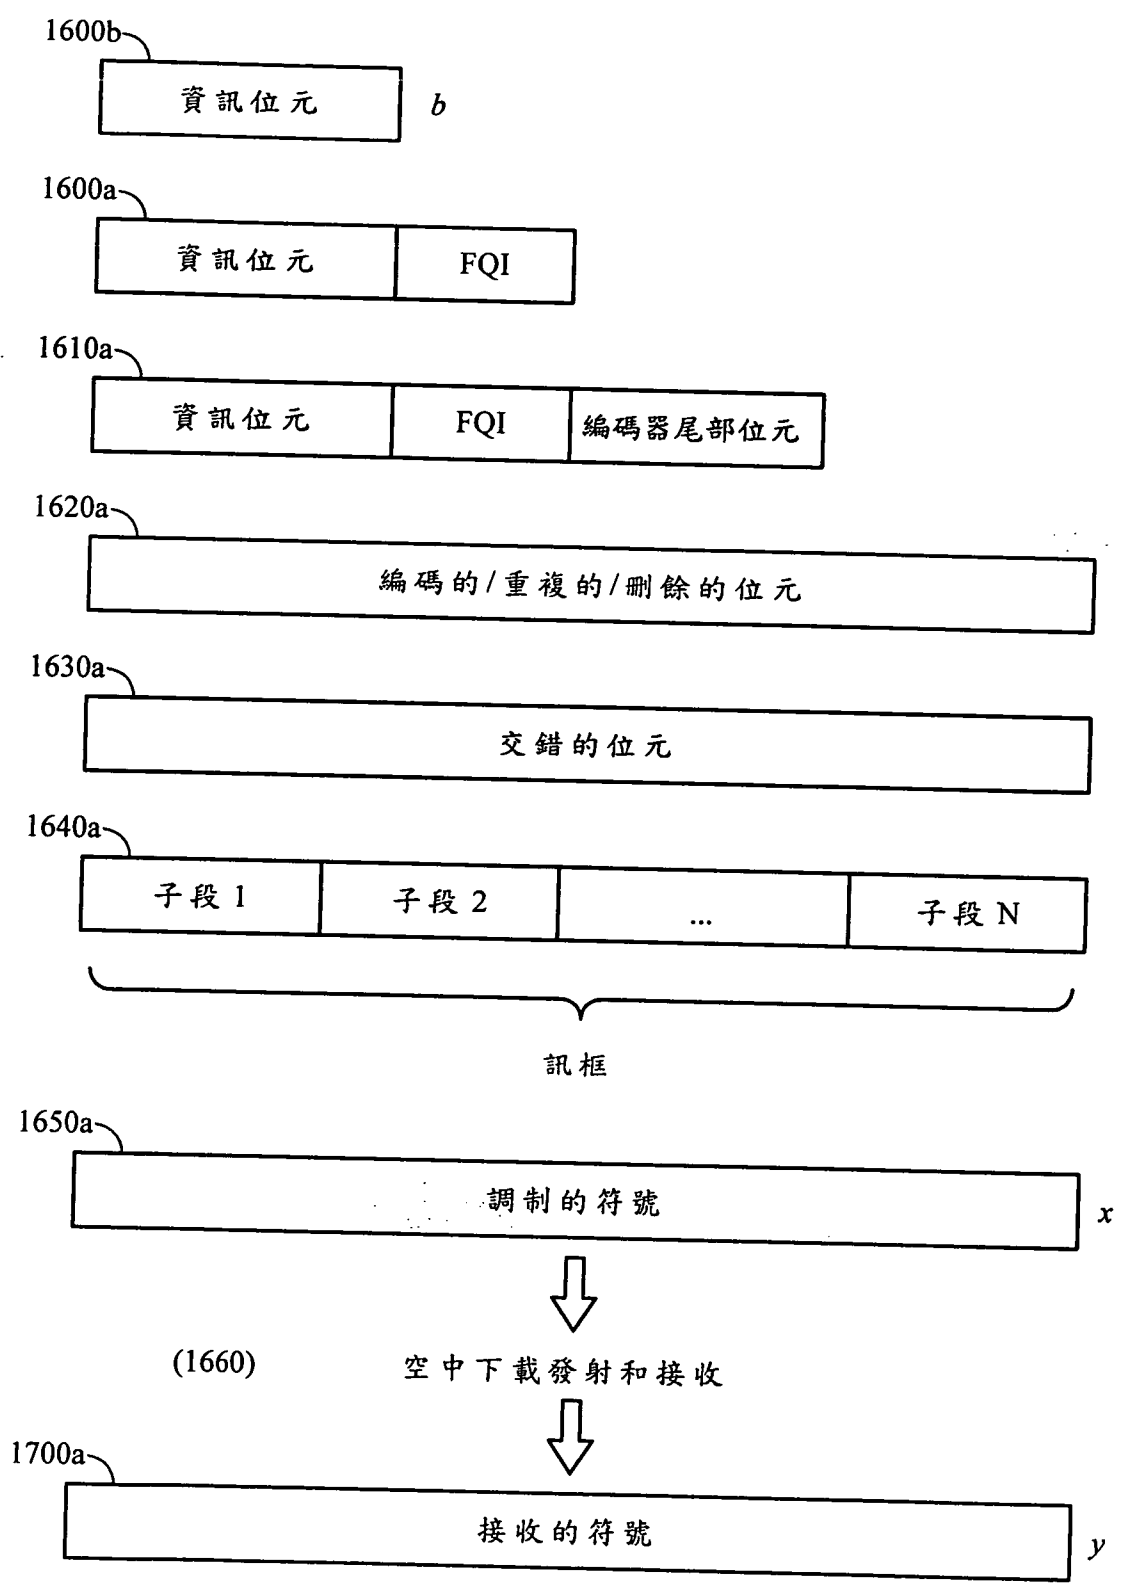 1600b
資訊位元 b
1600a
資訊位元 FQI
1610a
資訊位元 FQI 編碼器尾部位元
1620a
編碼的/重複的/刪餘的位元
1630a
交錯的位元
1640a
子段 1 子段 2 ... 子段 N
訊框
1650a
調制的符號 x
(1660) 空中下載發射和接收
1700a
接收的符號 y